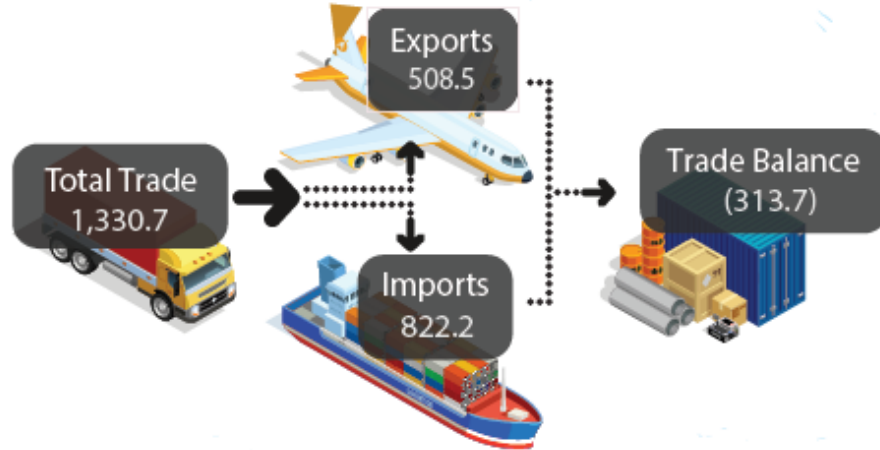 Exports
508.5
Total Trade
1,330.7
Trade Balance
(313.7)
Imports
822.2